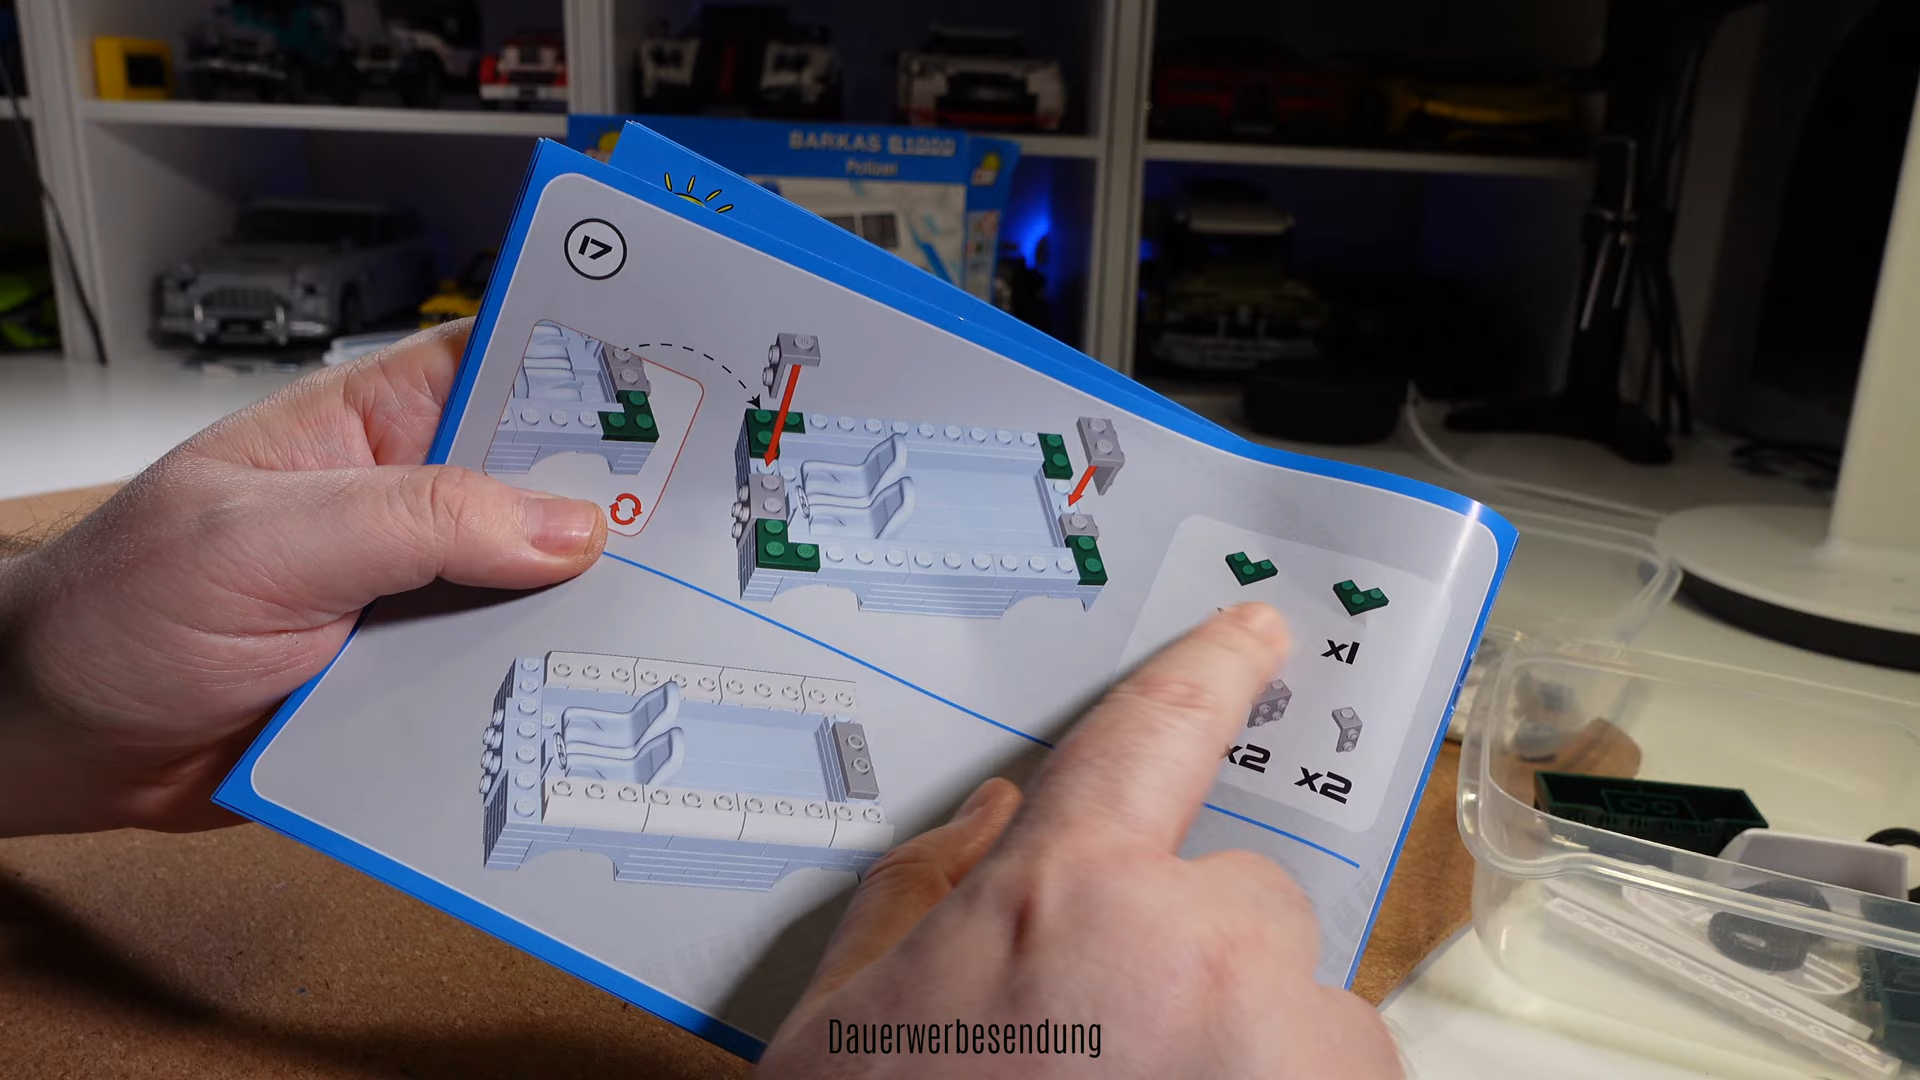 BARKAS B1000
Polizei
17
x1
x2
x2
Dauerwerbesendung